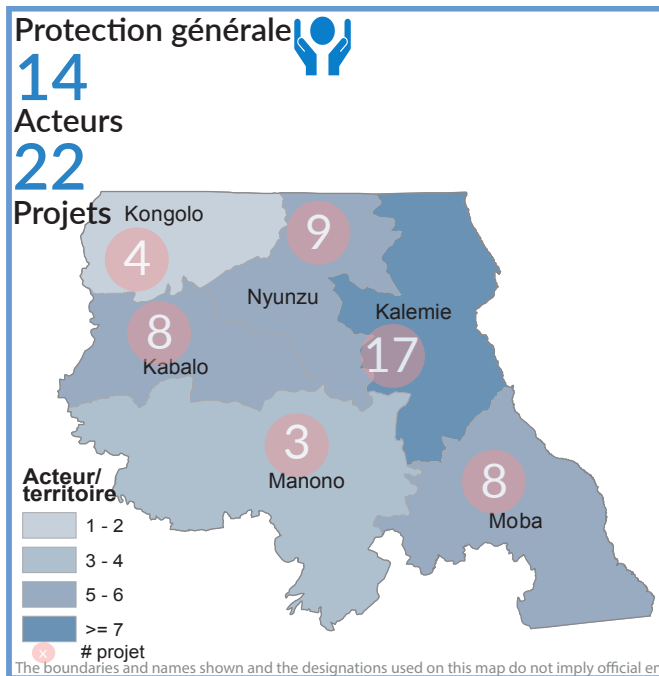 Protection générale
14
Acteurs
22
Projets
Kongolo
4
9
Nyunzu
Kalemie
8
Kabalo
17
3
Manono
8
Moba
Acteur/
territoire
1 - 2
3 - 4
5 - 6
>= 7
x # projet
The boundaries and names shown and the designations used on this map do not imply official en